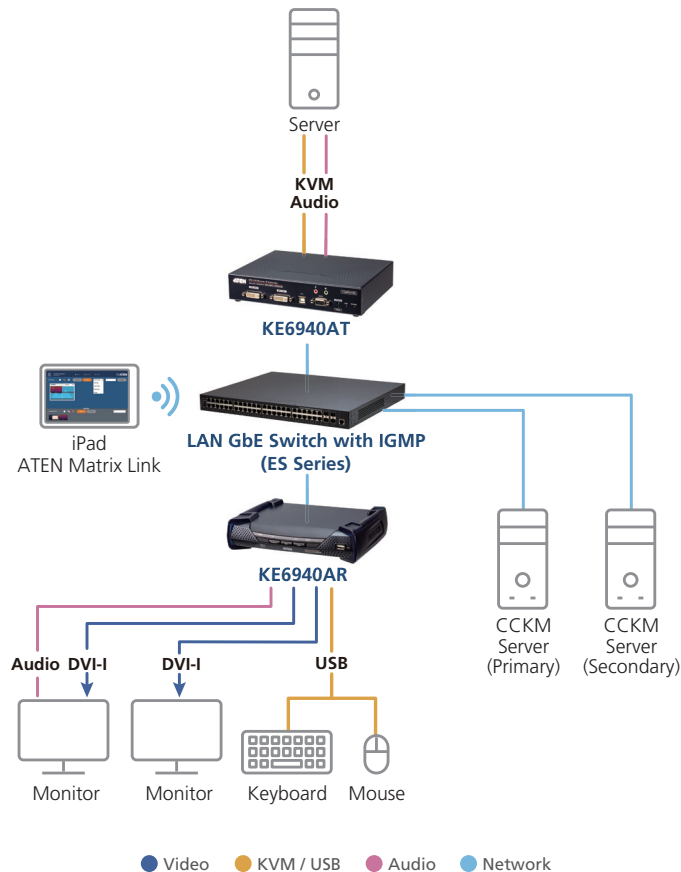 Server
KVM
Audio
ATEN
KE6940AT
LAN GbE Switch with IGMP
(ES Series)
iPad
ATEN Matrix Link
KE6940AR
CCKM
Server
(Primary)
CCKM
Server
(Secondary)
Audio DVI-I DVI-I USB
Monitor Monitor Keyboard Mouse
Video KVM / USB Audio Network